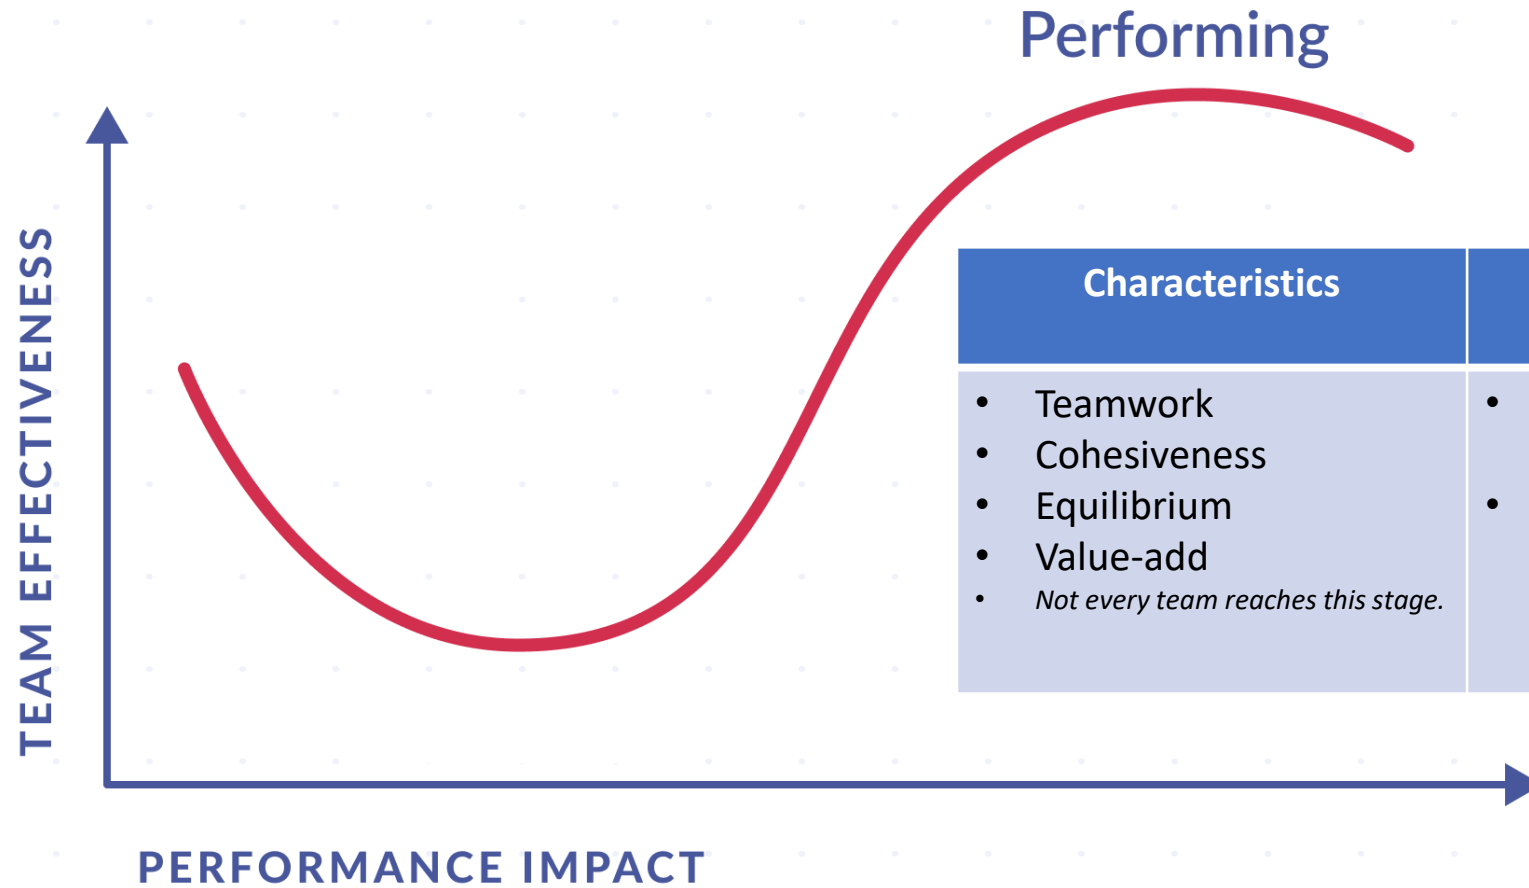 Performing
TEAM EFFECTIVENESS
Characteristics
• Teamwork
• Cohesiveness
• Equilibrium
• Value-add
• Not every team reaches this stage.
•
•
PERFORMANCE IMPACT